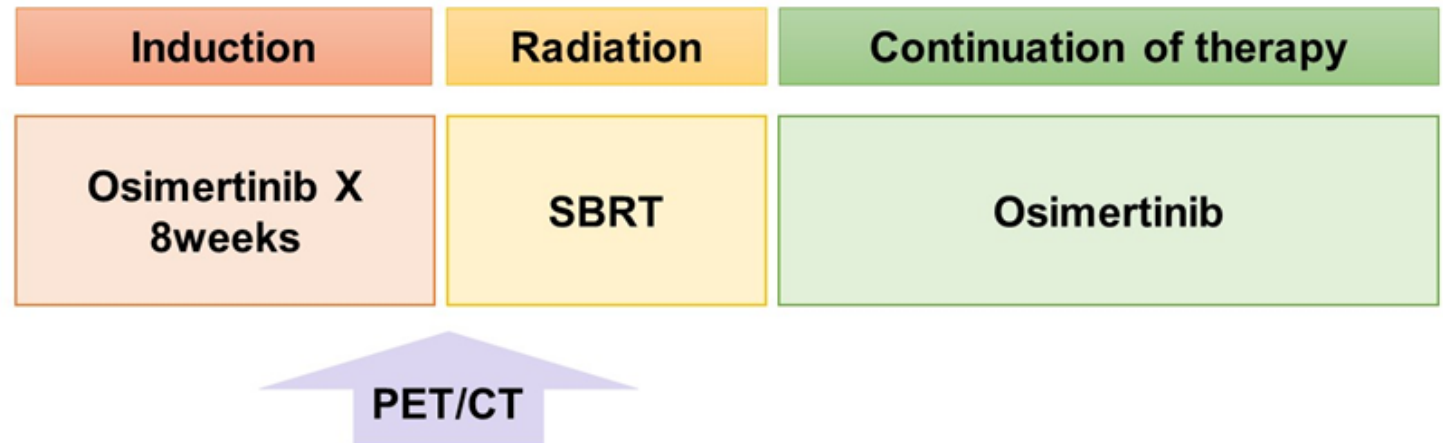 Induction
Radiation
Continuation of therapy
Osimertinib X
8weeks
SBRT
Osimertinib
PET/CT